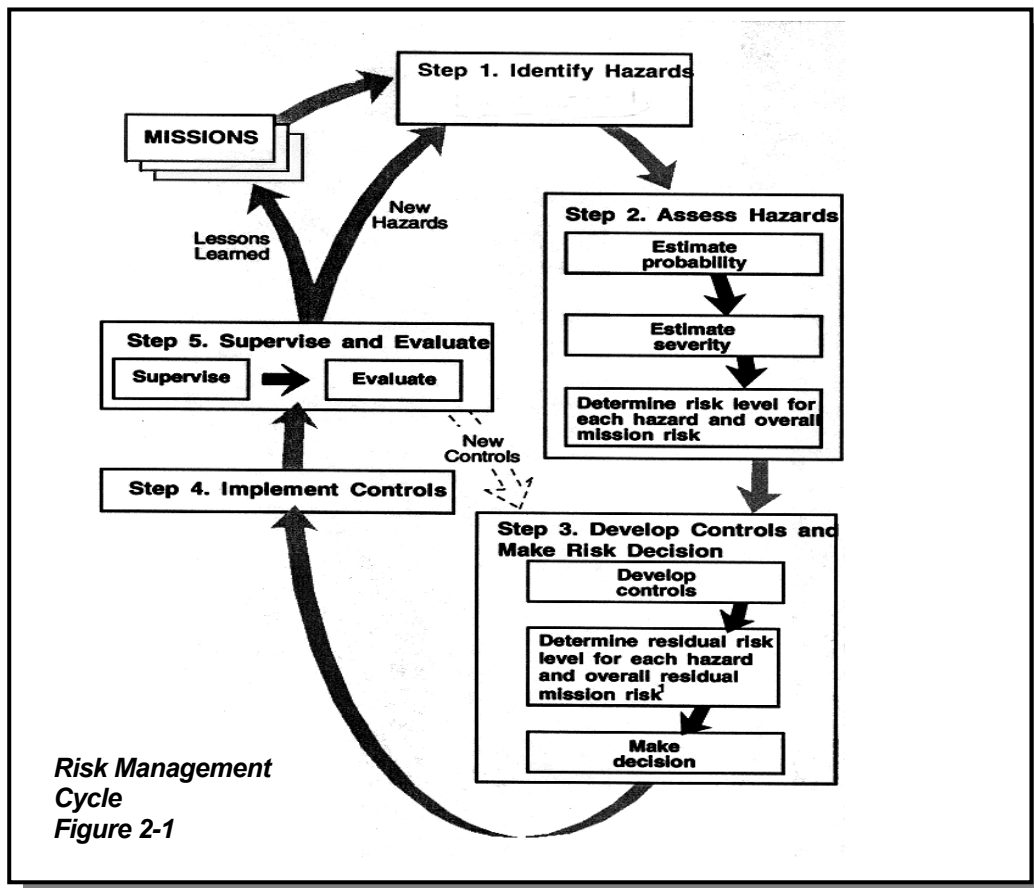 Step 1. Identify Hazards
MISSIONS
New
Hazards
Lessons
Learned
Step 2. Assess Hazards
Estimate
probability
Estimate
severity
Determine risk level for
each hazard and overall
mission risk
Step 5. Supervise and Evaluate
Supervise
Evaluate
New
Controls
Step 4. Implement Controls
Step 3. Develop Controls and
Make Risk Decision
Develop
controls
Determine residual risk
level for each hazard
and overall residual
mission risk1
Make
decision
Risk Management
Cycle
Figure 2-1